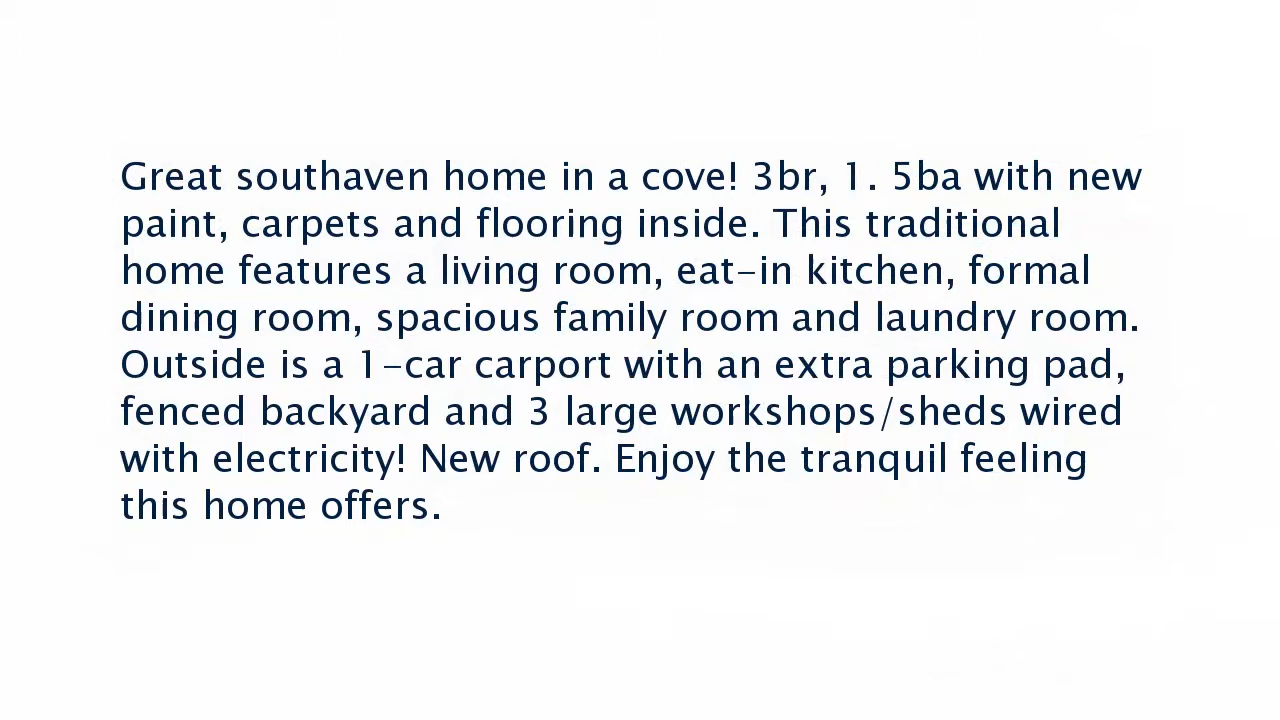 Great southaven home in a cove! 3br, 1. 5ba with new
paint, carpets and flooring inside. This traditional
home features a living room, eat-in kitchen, formal
dining room, spacious family room and laundry room.
Outside is a 1-car carport with an extra parking pad,
fenced backyard and 3 large workshops/sheds wired
with electricity! New roof. Enjoy the tranquil feeling
this home offers.